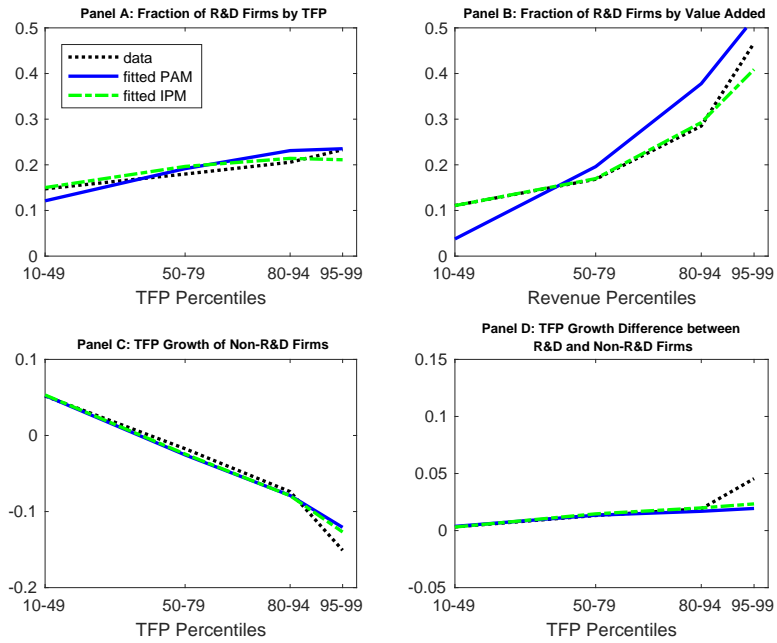 Panel A: Fraction of R&D Firms by TFP
0.5
0.4
0.3
0.2
0.1
0
data
fitted PAM
fitted IPM
10-49 50-79 80-94 95-99
TFP Percentiles
Panel B: Fraction of R&D Firms by Value Added
0.5
0.4
0.3
0.2
0.1
0
10-49 50-79 80-94 95-99
Revenue Percentiles
Panel C: TFP Growth of Non-R&D Firms
0.1
0
-0.1
-0.2
10-49 50-79 80-94 95-99
TFP Percentiles
Panel D: TFP Growth Difference between
R&D and Non-R&D Firms
0.15
0.1
0.05
0
-0.05
10-49 50-79 80-94 95-99
TFP Percentiles